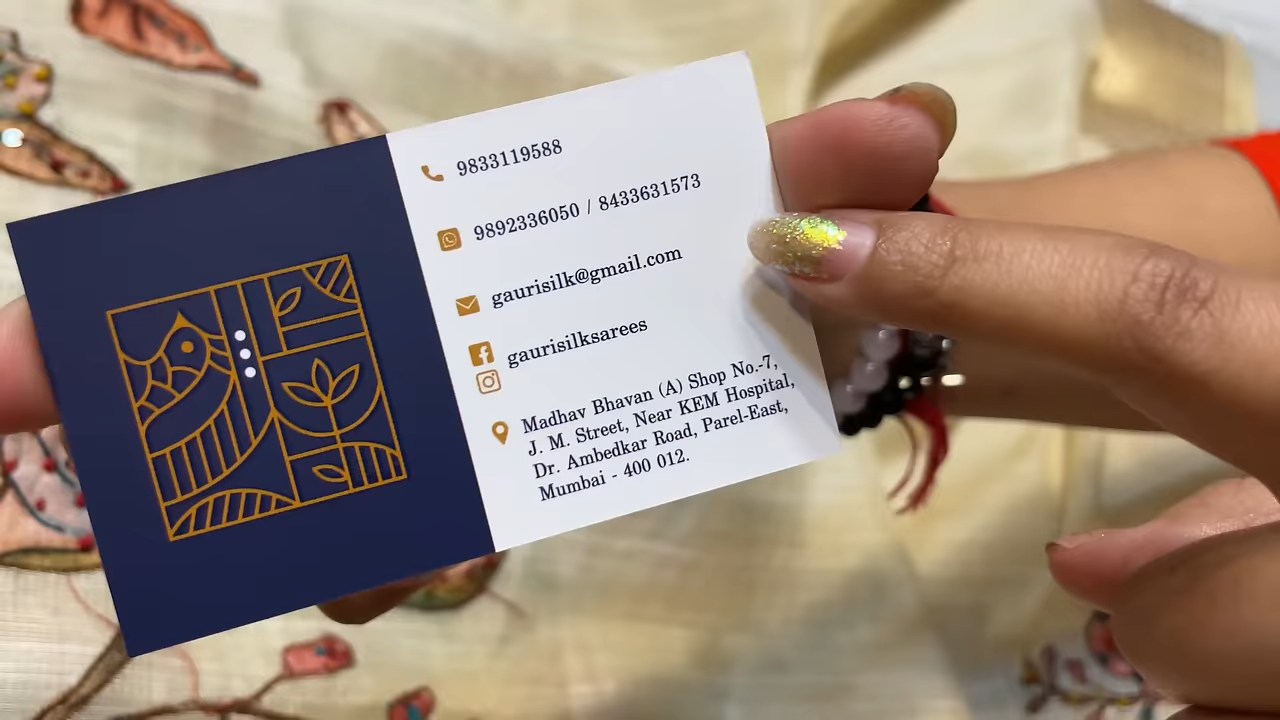 9833119588
9892336050 / 8433631573
gaurisilk@gmail.com
gaurisilksarees
Madhav Bhavan (A) Shop No.-7,
J. M. Street, Near KEM Hospital,
Dr. Ambedkar Road, Parel-East,
Mumbai - 400 012.